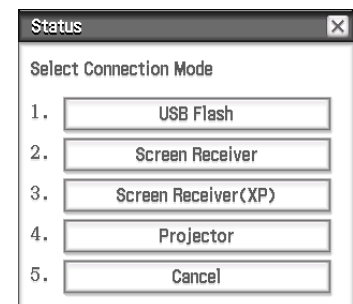 Status
Select Connection Mode
1. USB Flash
2. Screen Receiver
3. Screen Receiver(XP)
4. Projector
5. Cancel